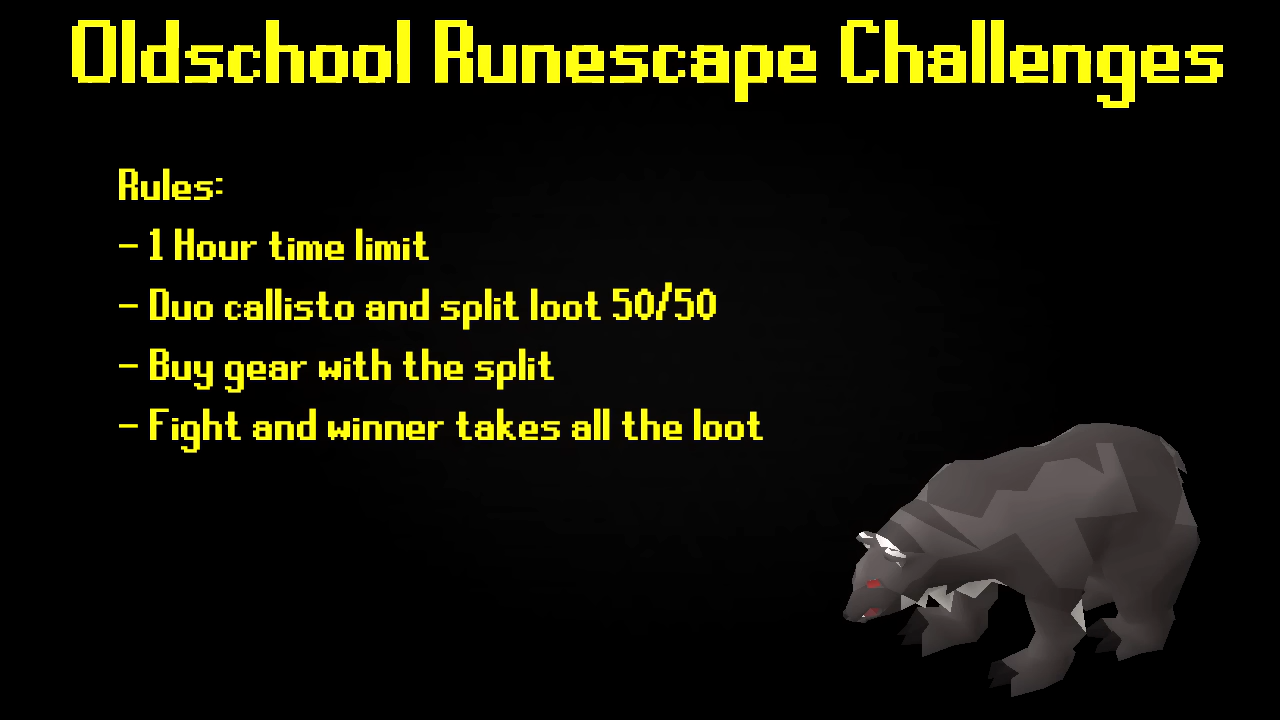 Oldschool Runescape Challenges
Rules:
- 1 Hour time limit
- Duo callisto and split loot 50/50
- Buy gear with the split
- Fight and winner takes all the loot